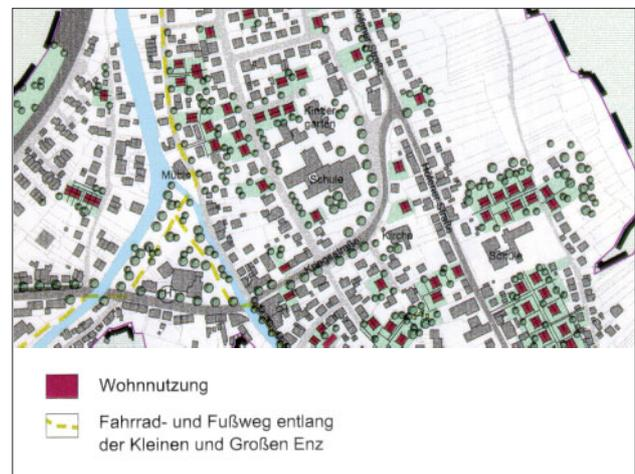 Kinder-
garten
Mühle
Schule
Kirche
Schule
Wohnnutzung
Fahrrad- und Fußweg entlang
der Kleinen und Großen Enz